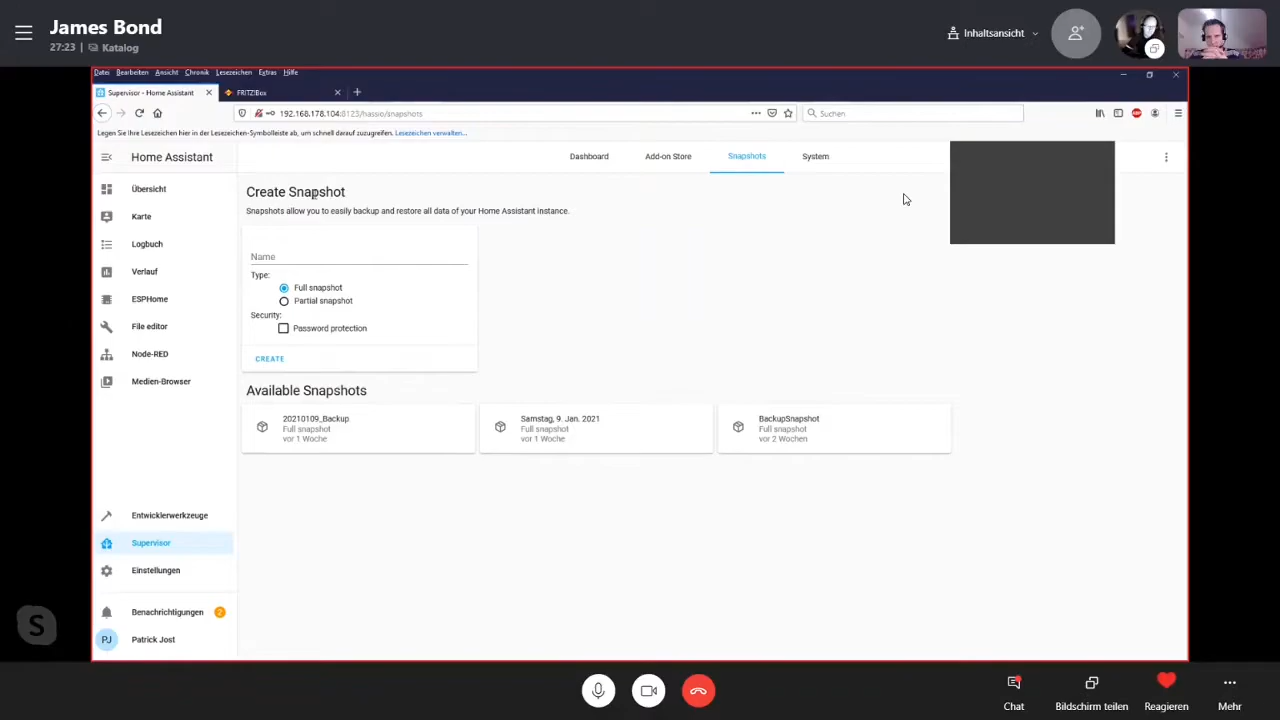 James Bond
27:23 | Katalog
Inhaltsansicht
Datei Bearbeiten Ansicht Chronik Lesezeichen Extras Hilfe
Supervisor - Home Assistant
FRITZ!Box
192.168.178.104:8123/hassio/snapshots
Suchen
Legen Sie Ihre Lesezeichen hier in der Lesezeichen-Symbolleiste ab, um schnell darauf zuzugreifen. Lesezeichen verwalten...
Home Assistant
Dashboard
Add-on Store
Snapshots
System
Übersicht
Karte
Logbuch
Verlauf
ESPHome
File editor
Node-RED
Medien-Browser
Entwicklerwerkzeuge
Supervisor
Einstellungen
Benachrichtigungen 2
PJ Patrick Jost
Create Snapshot
Snapshots allow you to easily backup and restore all data of your Home Assistant instance.
Name
Type:
Full snapshot
Partial snapshot
Security:
Password protection
CREATE
Available Snapshots
20210109_Backup
Full snapshot
vor 1 Woche
Samstag, 9. Jan. 2021
Full snapshot
vor 1 Woche
BackupSnapshot
Full snapshot
vor 2 Wochen
S
Chat
Bildschirm teilen
Reagieren
Mehr